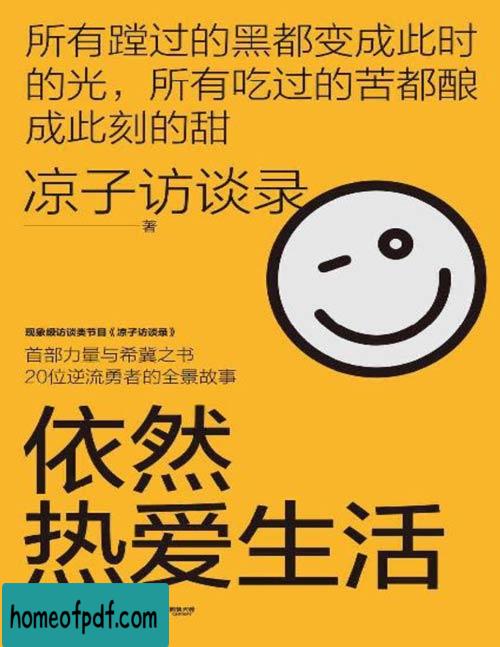 所有蹚过的黑都变成此时
的光，所有吃过的苦都酿
成此刻的甜
凉子访谈录
著
现象级访谈类节目《凉子访谈录》
首部力量与希冀之书
20位逆流勇者的全景故事
依然
热爱生活
homeofpdf.com